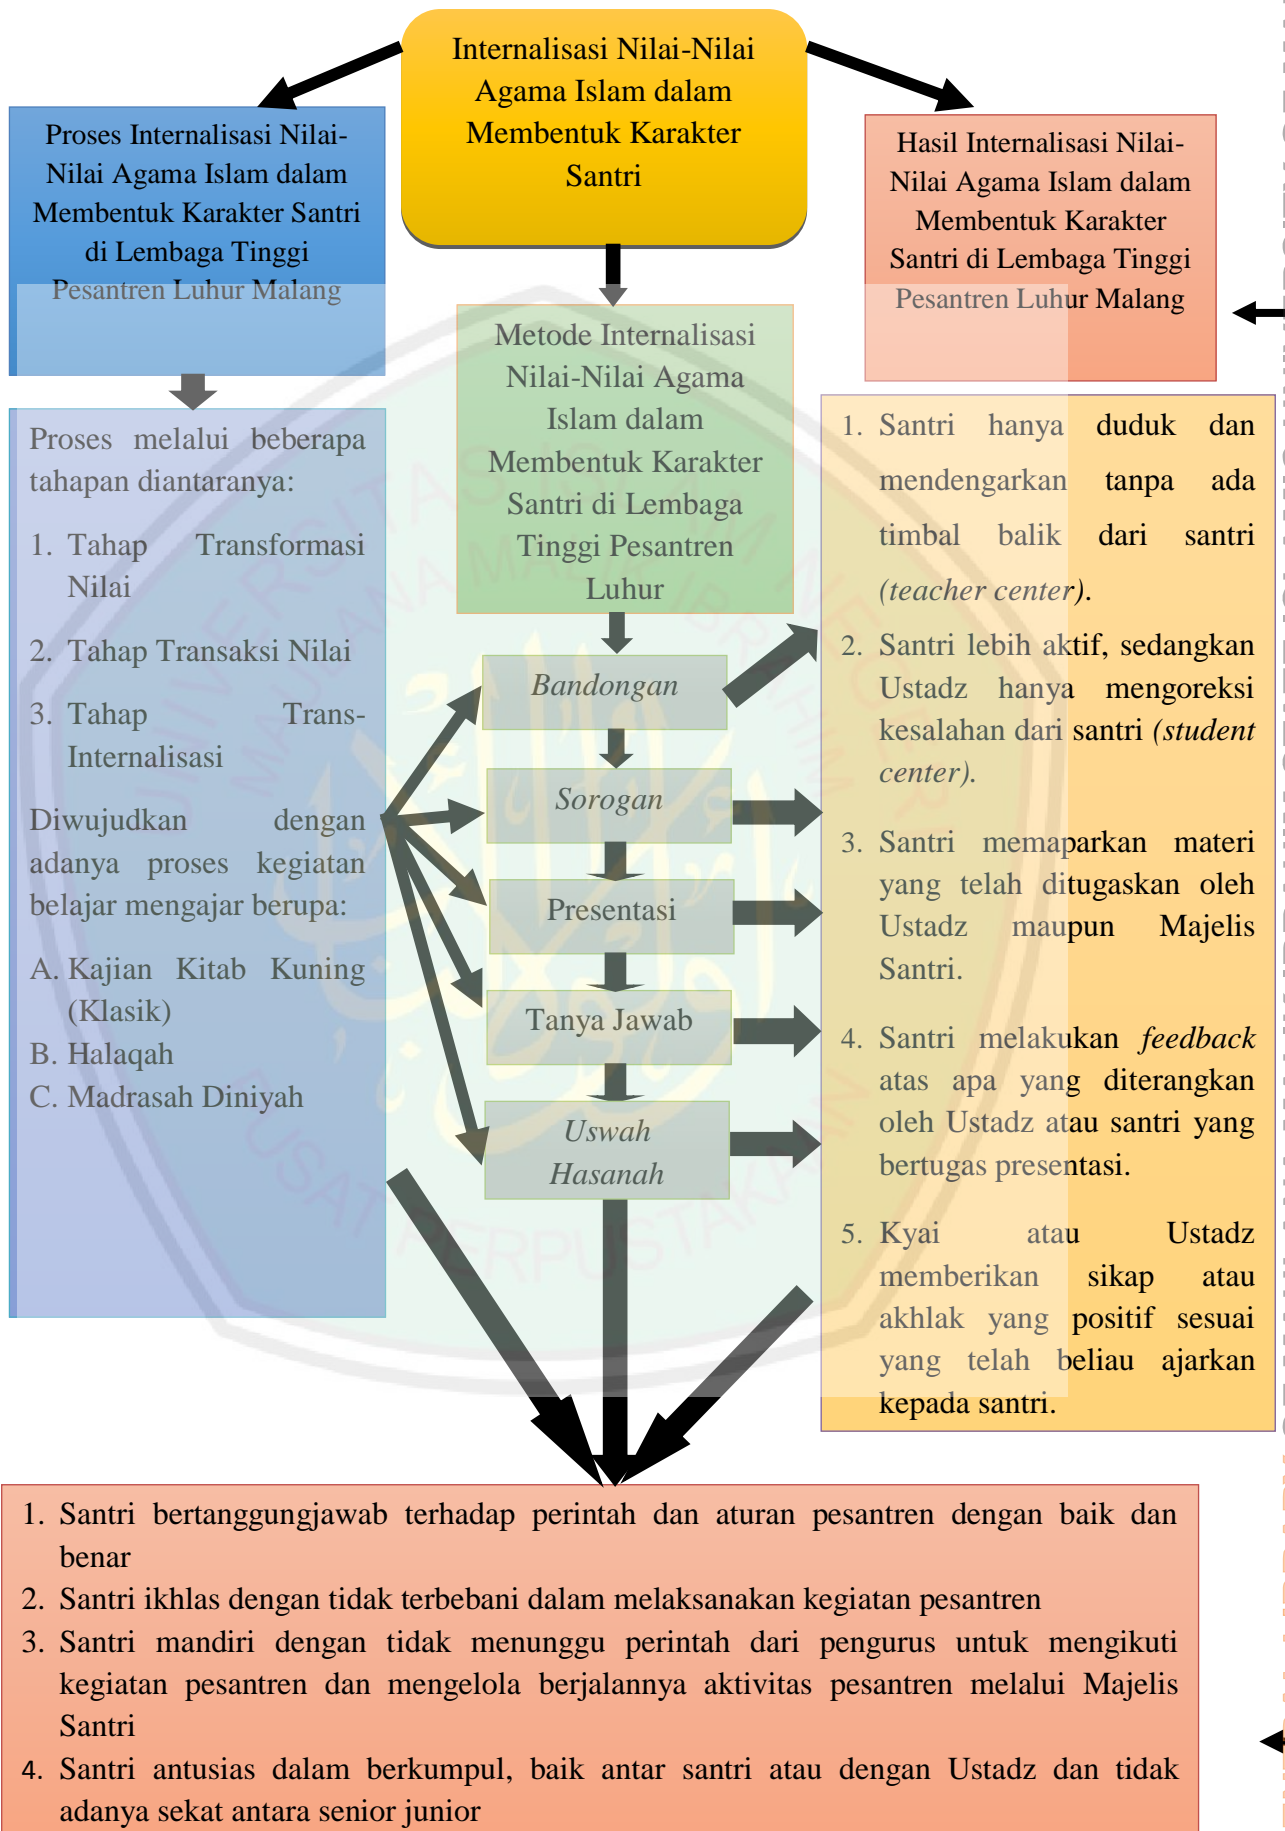 Internalisasi Nilai-Nilai
Agama Islam dalam
Membentuk Karakter
Santri
Proses Internalisasi Nilai-
Nilai Agama Islam dalam
Membentuk Karakter Santri
di Lembaga Tinggi
Pesantren Luhur Malang
Hasil Internalisasi Nilai-
Nilai Agama Islam dalam
Membentuk Karakter
Santri di Lembaga Tinggi
Pesantren Luhur Malang
Metode Internalisasi
Nilai-Nilai Agama
Islam dalam
Membentuk Karakter
Santri di Lembaga
Tinggi Pesantren
Luhur
Proses melalui beberapa
tahapan diantaranya:
1. Tahap Transformasi
Nilai
2. Tahap Transaksi Nilai
3. Tahap Trans-
Internalisasi
Diwujudkan dengan
adanya proses kegiatan
belajar mengajar berupa:
A. Kajian Kitab Kuning
(Klasik)
B. Halaqah
C. Madrasah Diniyah
Bandongan
Sorogan
Presentasi
Tanya Jawab
Uswah
Hasanah
1. Santri hanya duduk dan
mendengarkan tanpa ada
timbal balik dari santri
(teacher center).
2. Santri lebih aktif, sedangkan
Ustadz hanya mengoreksi
kesalahan dari santri (student
center).
3. Santri memaparkan materi
yang telah ditugaskan oleh
Ustadz maupun Majelis
Santri.
4. Santri melakukan feedback
atas apa yang diterangkan
oleh Ustadz atau santri yang
bertugas presentasi.
5. Kyai atau Ustadz
memberikan sikap atau
akhlak yang positif sesuai
yang telah beliau ajarkan
kepada santri.
1. Santri bertanggungjawab terhadap perintah dan aturan pesantren dengan baik dan
benar
2. Santri ikhlas dengan tidak terbebani dalam melaksanakan kegiatan pesantren
3. Santri mandiri dengan tidak menunggu perintah dari pengurus untuk mengikuti
kegiatan pesantren dan mengelola berjalannya aktivitas pesantren melalui Majelis
Santri
4. Santri antusias dalam berkumpul, baik antar santri atau dengan Ustadz dan tidak
adanya sekat antara senior junior
UNIVERSITAS ISLAM NEGERI
MAULANA MALIK IBRAHIM
PUSAT PERPUSTAKAAN